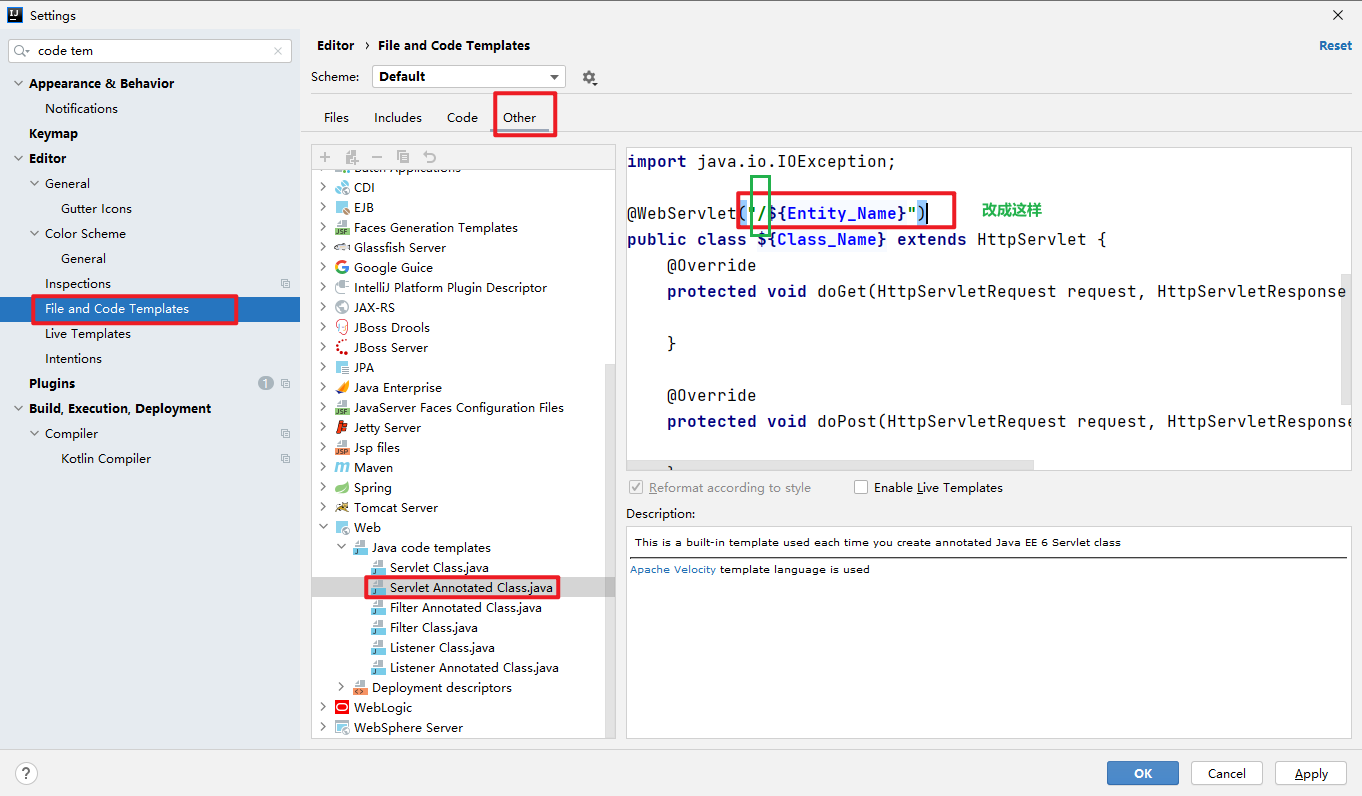 Settings
code tem
Appearance & Behavior
Notifications
Keymap
Editor
General
Gutter Icons
Color Scheme
General
Inspections
File and Code Templates
Live Templates
Intentions
Plugins 1
Build, Execution, Deployment
Compiler
Kotlin Compiler
Editor › File and Code Templates
Reset
Scheme: Default
Files Includes Code Other
CDI
EJB
Faces Generation Templates
Glassfish Server
Google Guice
IntelliJ Platform Plugin Descriptor
JAX-RS
JBoss Drools
JBoss Server
JPA
Java Enterprise
JavaServer Faces Configuration Files
Jetty Server
Jsp files
Maven
Spring
Tomcat Server
Web
Java code templates
Servlet Class.java
Servlet Annotated Class.java
Filter Annotated Class.java
Filter Class.java
Listener Class.java
Listener Annotated Class.java
Deployment descriptors
WebLogic
WebSphere Server
import java.io.IOException;
@WebServlet("/${Entity_Name}") 改成这样
public class ${Class_Name} extends HttpServlet {
@Override
protected void doGet(HttpServletRequest request, HttpServletResponse
}
@Override
protected void doPost(HttpServletRequest request, HttpServletResponse
Reformat according to style
Enable Live Templates
Description:
This is a built-in template used each time you create annotated Java EE 6 Servlet class
Apache Velocity template language is used
?
OK Cancel Apply